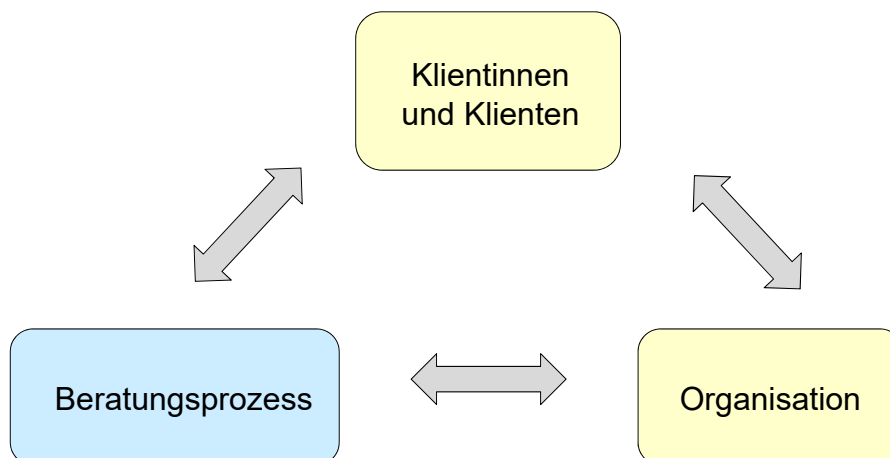 Klientinnen
und Klienten
Beratungsprozess
Organisation